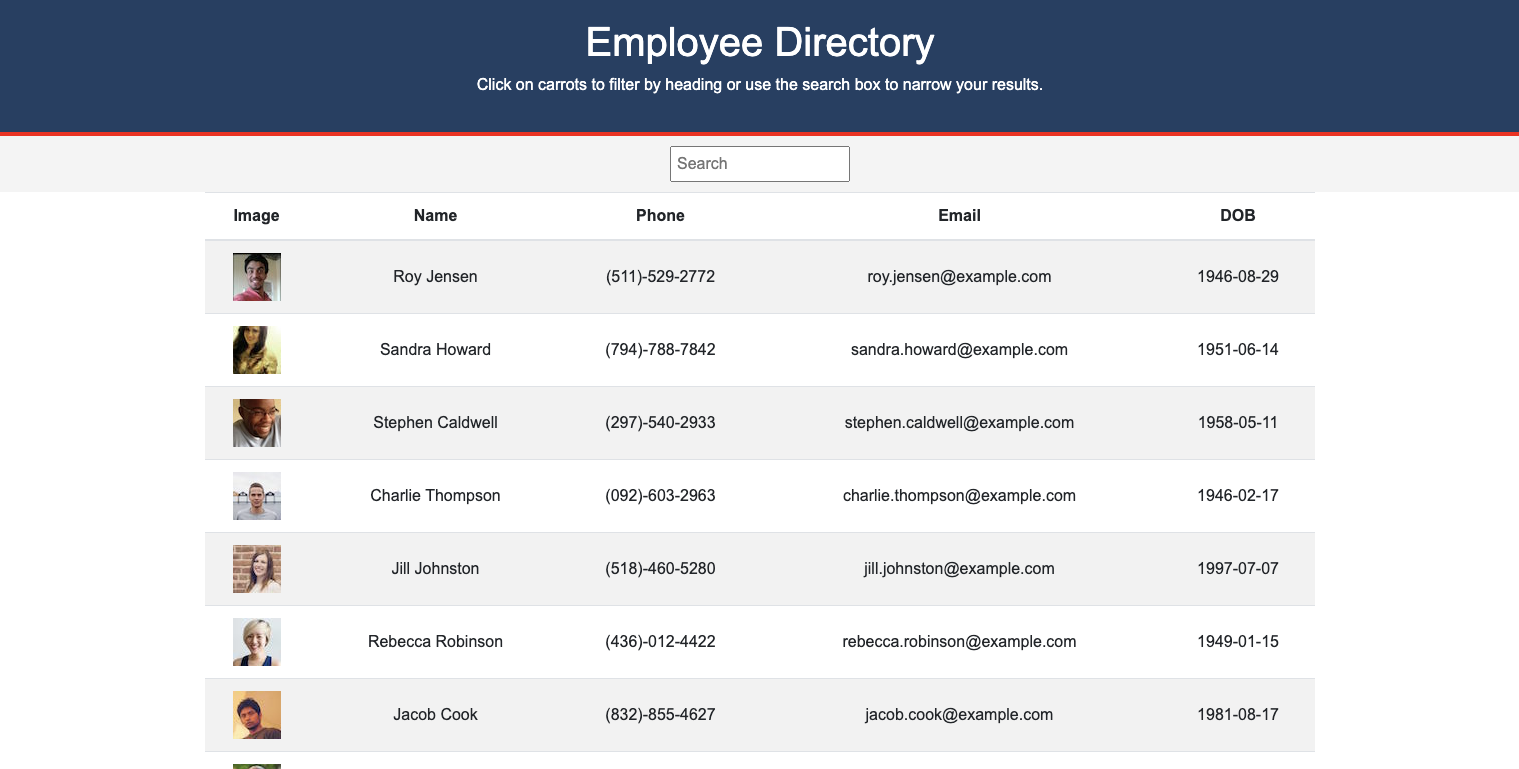 Employee Directory
Click on carrots to filter by heading or use the search box to narrow your results.
Search
Image Name Phone Email DOB
Roy Jensen (511)-529-2772 roy.jensen@example.com 1946-08-29
Sandra Howard (794)-788-7842 sandra.howard@example.com 1951-06-14
Stephen Caldwell (297)-540-2933 stephen.caldwell@example.com 1958-05-11
Charlie Thompson (092)-603-2963 charlie.thompson@example.com 1946-02-17
Jill Johnston (518)-460-5280 jill.johnston@example.com 1997-07-07
Rebecca Robinson (436)-012-4422 rebecca.robinson@example.com 1949-01-15
Jacob Cook (832)-855-4627 jacob.cook@example.com 1981-08-17